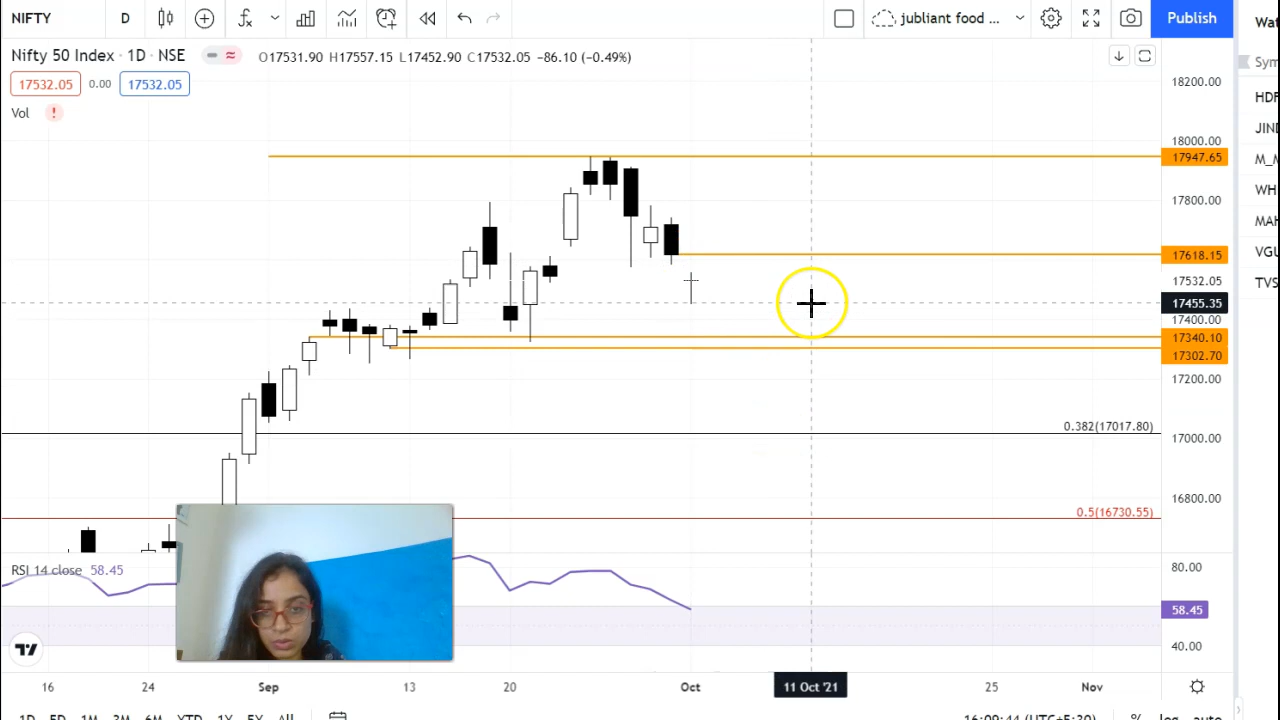 NIFTY D jubliant food ... Publish Wat
Nifty 50 Index · 1D · NSE O17531.90 H17557.15 L17452.90 C17532.05 −86.10 (−0.49%)
Sym
17532.05 0.00 17532.05
18200.00
HDF
Vol !
JIND
18000.00
17947.65
M_M
17800.00
WH
MAH
17618.15
VGU
17532.05
TVS
17455.35
17400.00
17340.10
17302.70
17200.00
0.382(17017.80)
17000.00
16800.00
0.5(16730.55)
RSI 14 close 58.45
80.00
58.45
40.00
16 24 Sep 13 20 Oct 11 Oct '21 25 Nov
1D 5D 1M 3M 6M YTD 1Y 5Y All 16:09:44 (UTC+5:30) % log auto